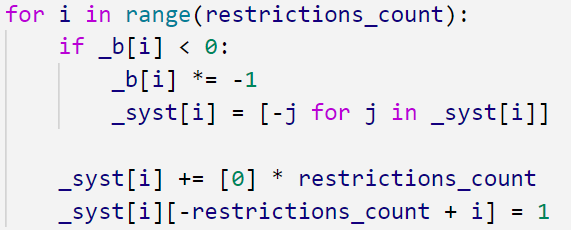 for i in range(restrictions_count):
    if _b[i] < 0:
        _b[i] *= -1
        _syst[i] = [-j for j in _syst[i]]

    _syst[i] += [0] * restrictions_count
    _syst[i][-restrictions_count + i] = 1